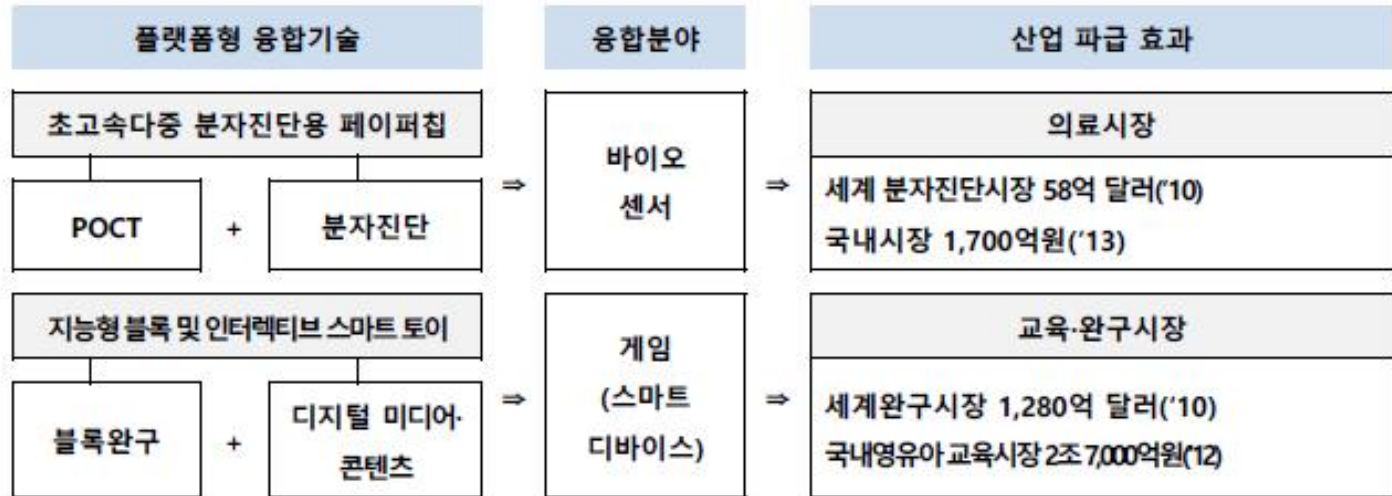 플랫폼형 융합기술 융합분야 산업 파급 효과
초고속다중 분자진단용 페이퍼칩
POCT + 분자진단
⇒
바이오
센서
⇒
의료시장
세계 분자진단시장 58억 달러('10)
국내시장 1,700억원('13)
지능형 블록 및 인터렉티브 스마트 토이
블록완구 + 디지털 미디어·
콘텐츠
⇒
게임
(스마트
디바이스)
⇒
교육·완구시장
세계완구시장 1,280억 달러('10)
국내영유아 교육시장 2조 7,000억원('12)